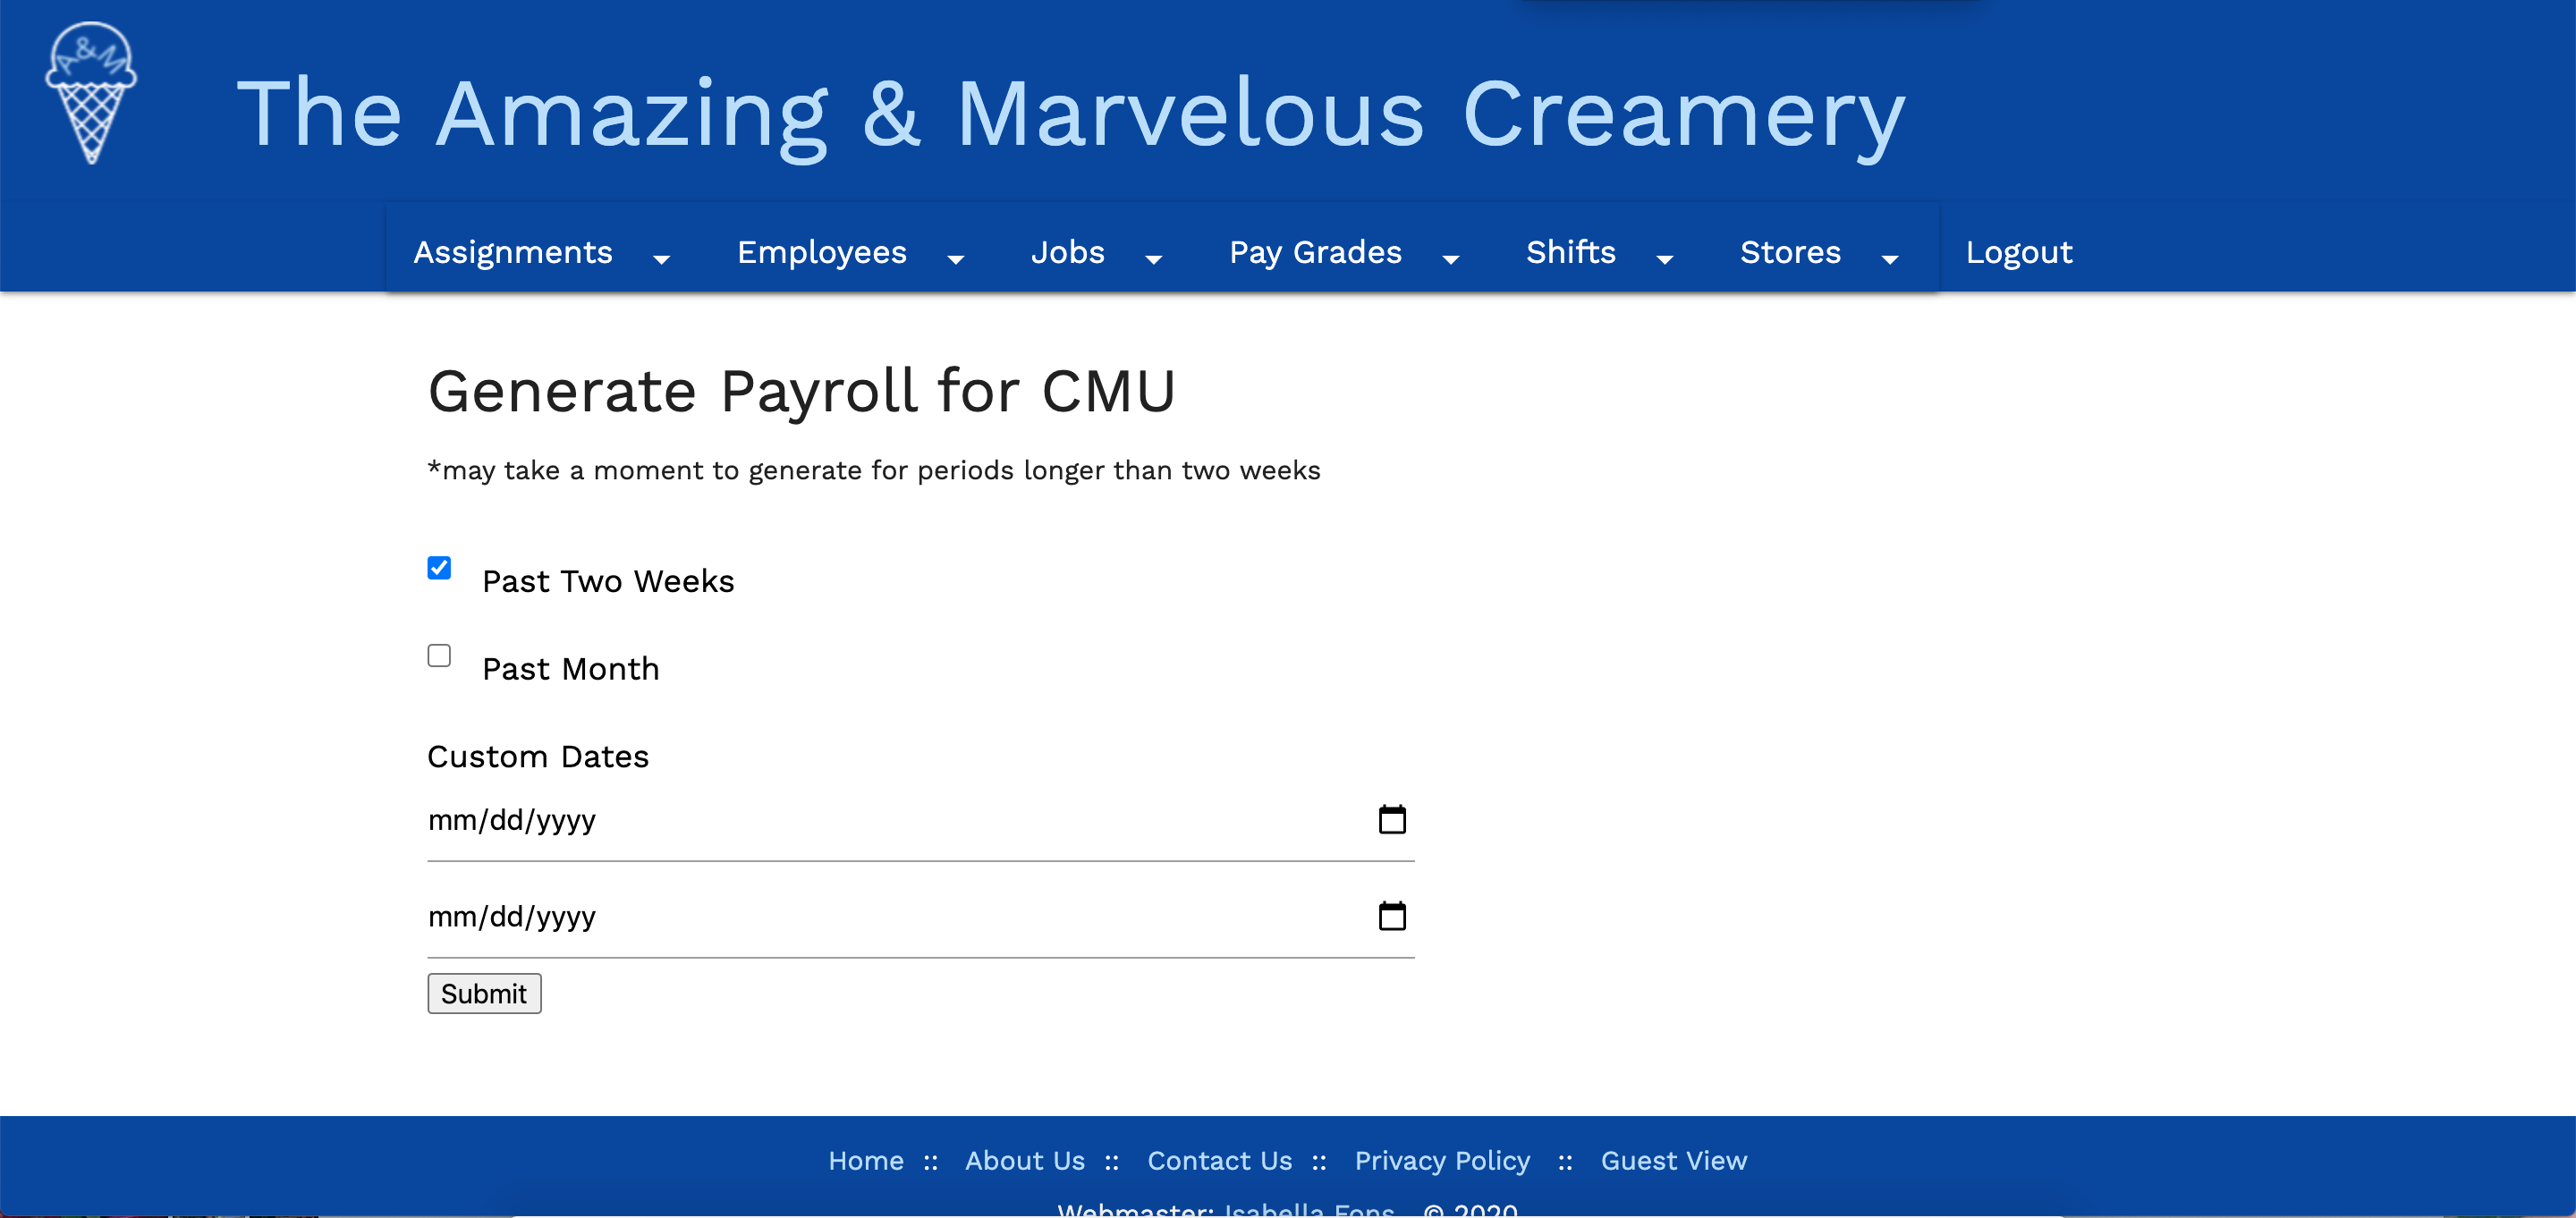 A&M
The Amazing & Marvelous Creamery
Assignments Employees Jobs Pay Grades Shifts Stores Logout
Generate Payroll for CMU
*may take a moment to generate for periods longer than two weeks
Past Two Weeks
Past Month
Custom Dates
mm/dd/yyyy
mm/dd/yyyy
Submit
Home :: About Us :: Contact Us :: Privacy Policy :: Guest View
Webmaster: Isabella Fons © 2020